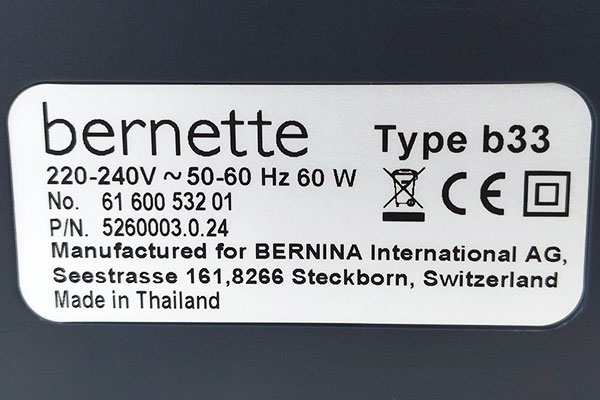 bernette Type b33
220-240V ~ 50-60 Hz 60 W
No. 61 600 532 01
P/N. 5260003.0.24
Manufactured for BERNINA International AG,
Seestrasse 161,8266 Steckborn, Switzerland
Made in Thailand